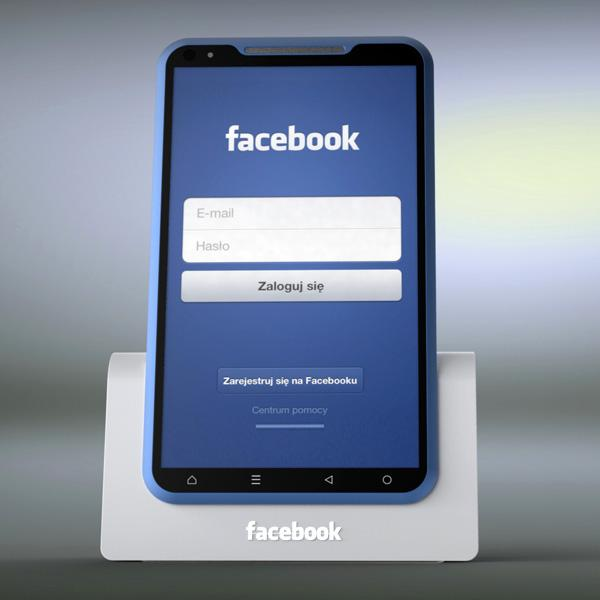 facebook
E-mail
Hasło
Zaloguj się
Zarejestruj się na Facebooku
Centrum pomocy
facebook